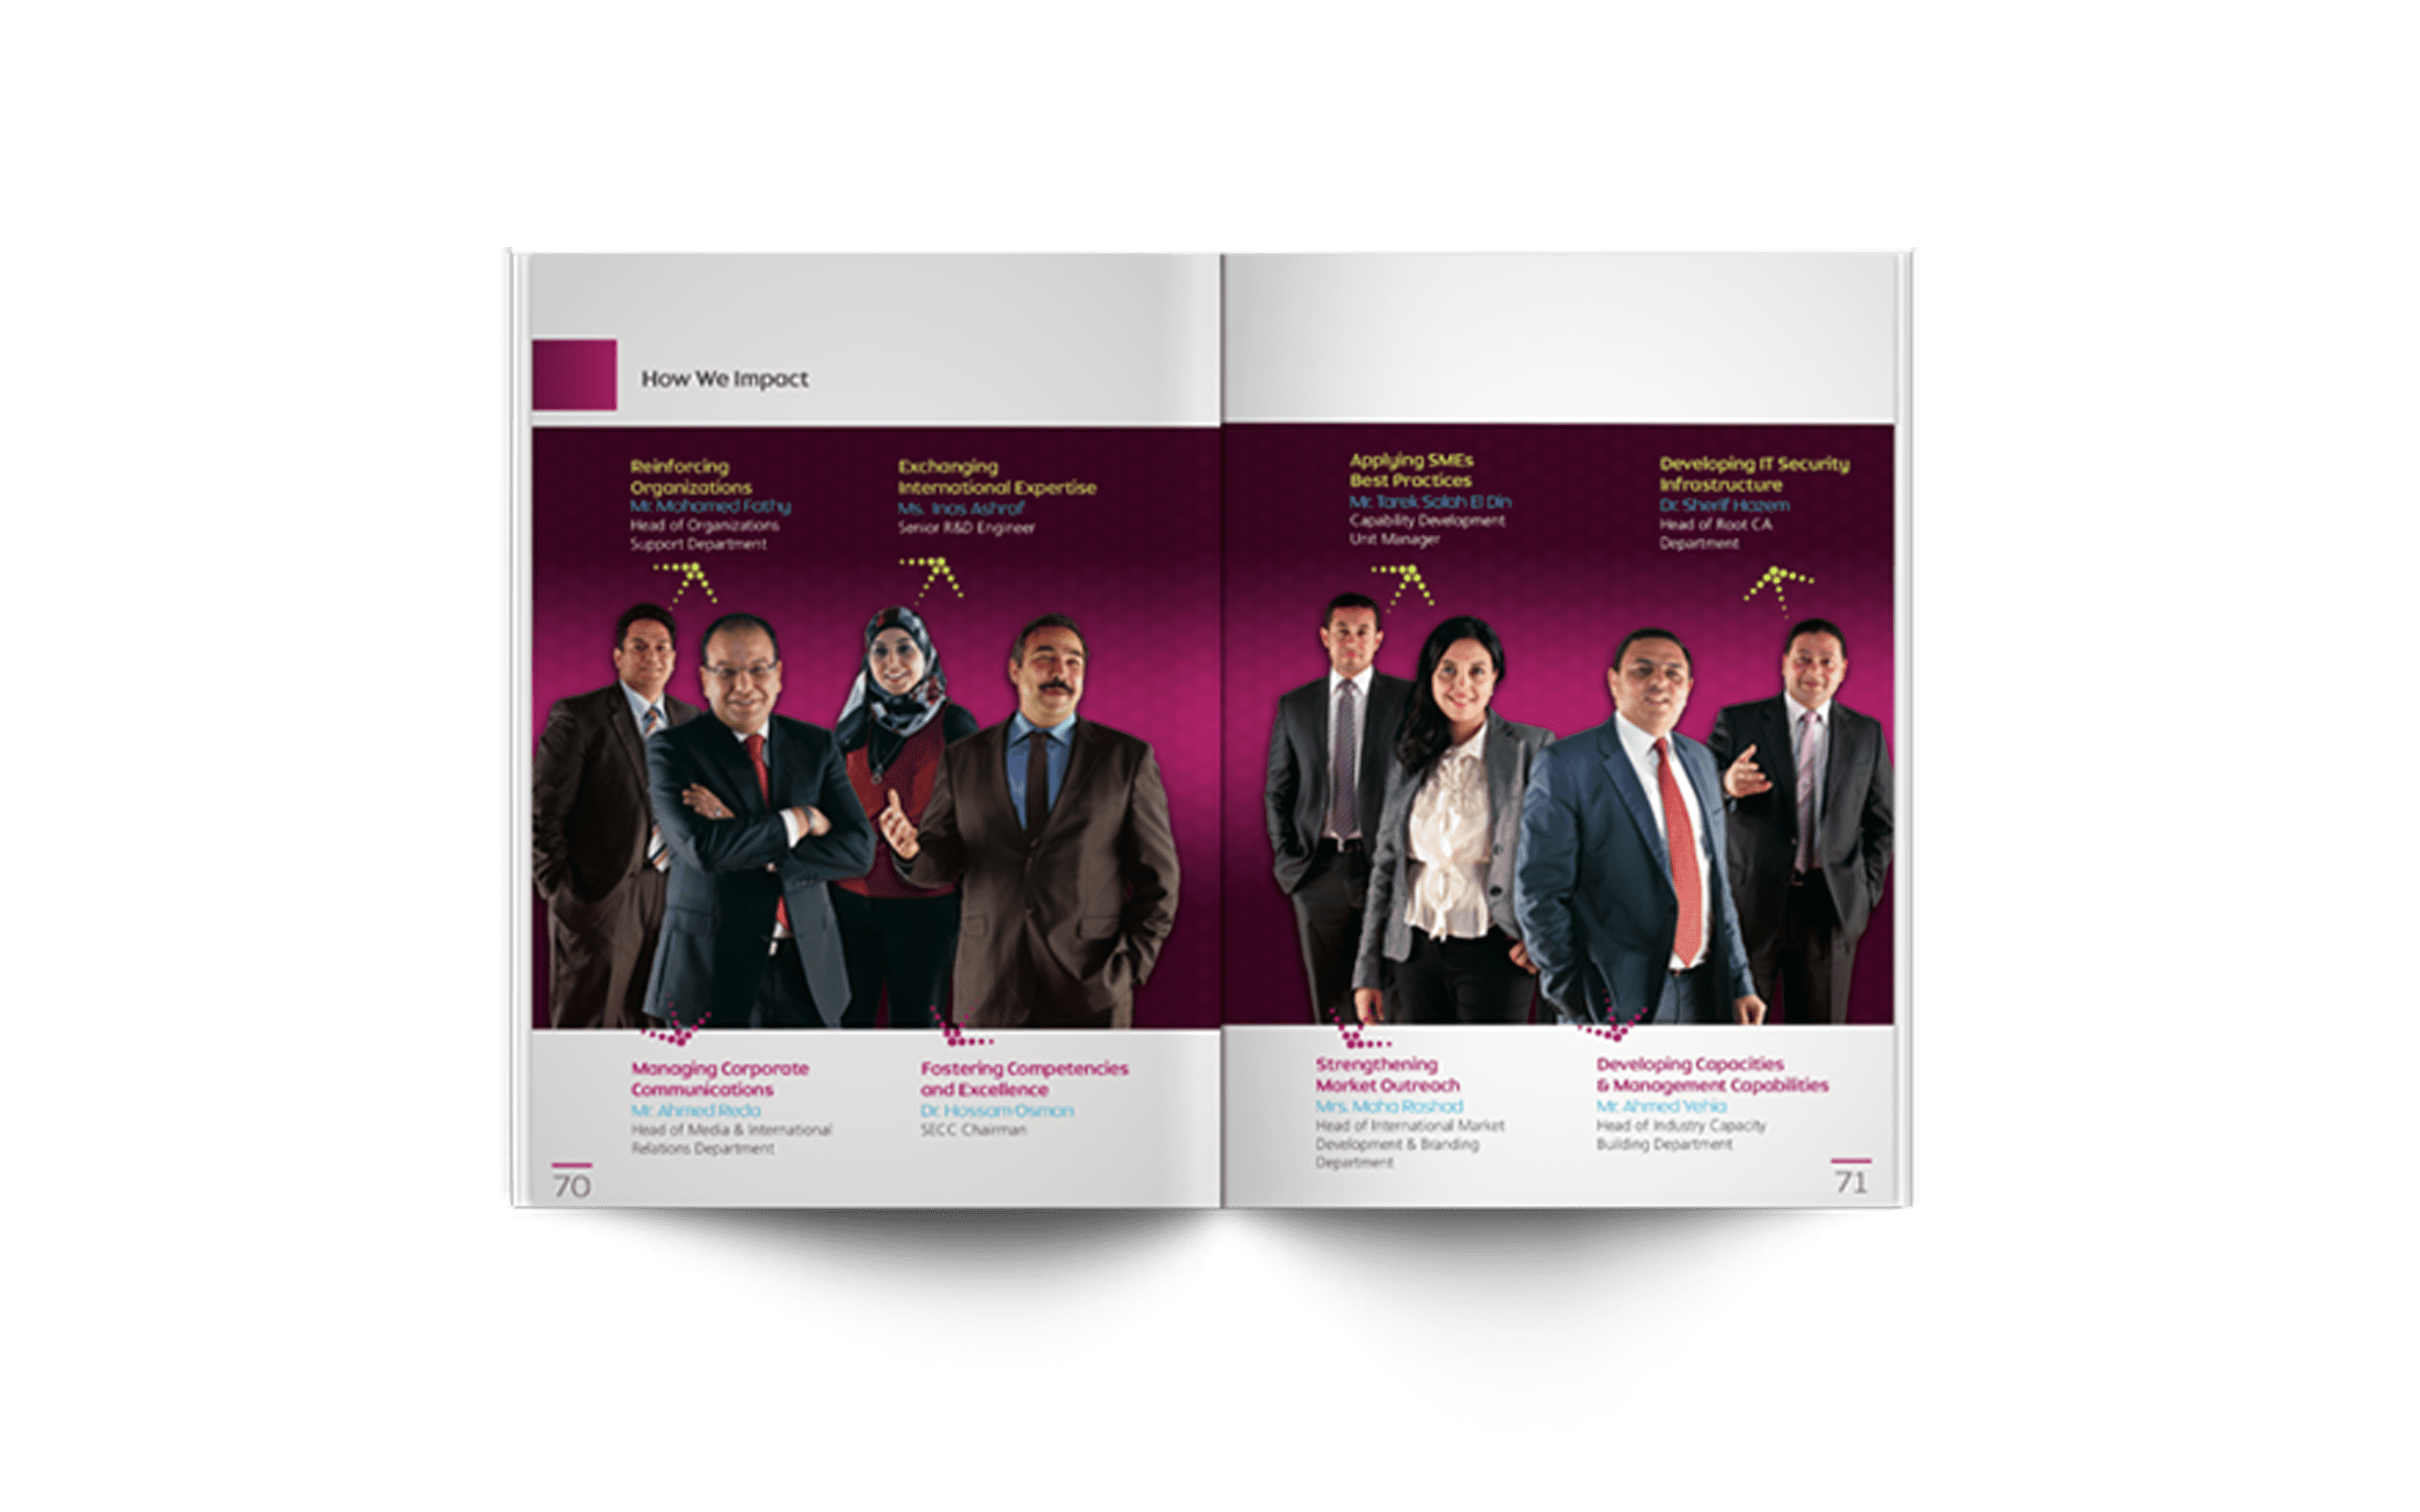 How We Impact
Reinforcing
Organizations
Mr. Mohamed Fathy
Head of Organizations
Support Department
Exchanging
International Expertise
Ms. Inas Ashraf
Senior R&D Engineer
Managing Corporate
Communications
Mr. Ahmed Reda
Head of Media & International
Relations Department
Fostering Competencies
and Excellence
Dr. Hossam Osman
SECC Chairman
70
Applying SMEs
Best Practices
Mr. Tarek Salah El Din
Capability Development
Unit Manager
Developing IT Security
Infrastructure
Dr. Sherif Hazem
Head of Root CA
Department
Strengthening
Market Outreach
Mrs. Maha Rashad
Head of International Market
Development & Branding
Department
Developing Capacities
& Management Capabilities
Mr. Ahmed Yehia
Head of Industry Capacity
Building Department
71